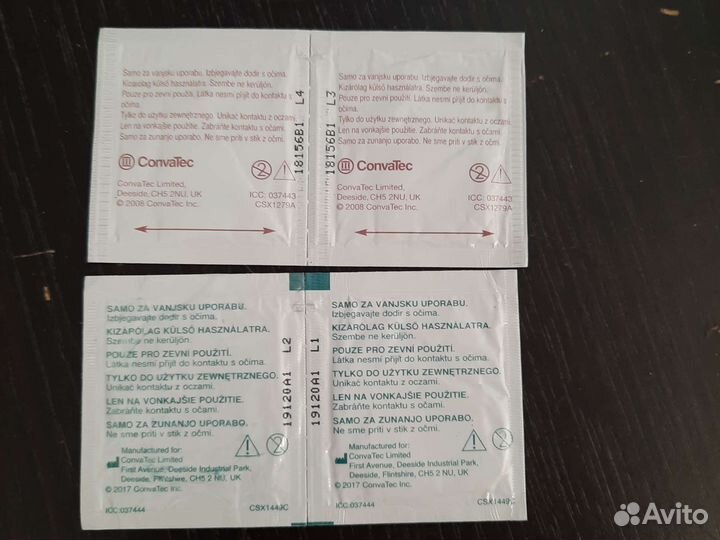 Samo za vanjsku uporabu. Izbjegavajte dodir s očima.
Kizárólag külső használatra. Szembe ne kerüljön.
Pouze pro zevní použití. Látka nesmí přijít do kontaktu s
očima.
Tylko do użytku zewnętrznego. Unikać kontaktu z oczami.
Len na vonkajšie použitie. Zabráňte kontaktu s očami.
Samo za zunanjo uporabo. Ne sme priti v stik z očmi.
ConvaTec
ConvaTec Limited,
Deeside, CH5 2NU, UK
© 2008 ConvaTec Inc.
ICC: 037443
CSX1279A
18156B1 L4
Samo za vanjsku uporabu. Izbjegavajte dodir s očima.
Kizárólag külső használatra. Szembe ne kerüljön.
Pouze pro zevní použití. Látka nesmí přijít do kontaktu s
očima.
Tylko do użytku zewnętrznego. Unikać kontaktu z oczami.
Len na vonkajšie použitie. Zabráňte kontaktu s očami.
Samo za zunanjo uporabo. Ne sme priti v stik z očmi.
ConvaTec
ConvaTec Limited,
Deeside, CH5 2NU, UK
© 2008 ConvaTec Inc.
ICC: 037443
CSX1279A
18156B1 L3
SAMO ZA VANJSKU UPORABU.
Izbjegavajte dodir s očima.
KIZÁRÓLAG KÜLSŐ HASZNÁLATRA.
Szembe ne kerüljön.
POUZE PRO ZEVNÍ POUŽITÍ.
Látka nesmí přijít do kontaktu s očima.
TYLKO DO UŻYTKU ZEWNĘTRZNEGO.
Unikać kontaktu z oczami.
LEN NA VONKAJŠIE POUŽITIE.
Zabráňte kontaktu s očami.
SAMO ZA ZUNANJO UPORABO.
Ne sme priti v stik z očmi.
Manufactured for:
ConvaTec Limited
First Avenue, Deeside Industrial Park,
Deeside, Flintshire, CH5 2 NU, UK
© 2017 ConvaTec Inc.
ICC:037444
CSX1449C
19120A1 L2
SAMO ZA VANJSKU UPORABU.
Izbjegavajte dodir s očima.
KIZÁRÓLAG KÜLSŐ HASZNÁLATRA.
Szembe ne kerüljön.
POUZE PRO ZEVNÍ POUŽITÍ.
Látka nesmí přijít do kontaktu s očima.
TYLKO DO UŻYTKU ZEWNĘTRZNEGO.
Unikać kontaktu z oczami.
LEN NA VONKAJŠIE POUŽITIE.
Zabráňte kontaktu s očami.
SAMO ZA ZUNANJO UPORABO.
Ne sme priti v stik z očmi.
Manufactured for:
ConvaTec Limited
First Avenue, Deeside Industrial Park,
Deeside, Flintshire, CH5 2 NU, UK
© 2017 ConvaTec Inc.
ICC:037444
CSX1449C
19120A1 L1
Avito